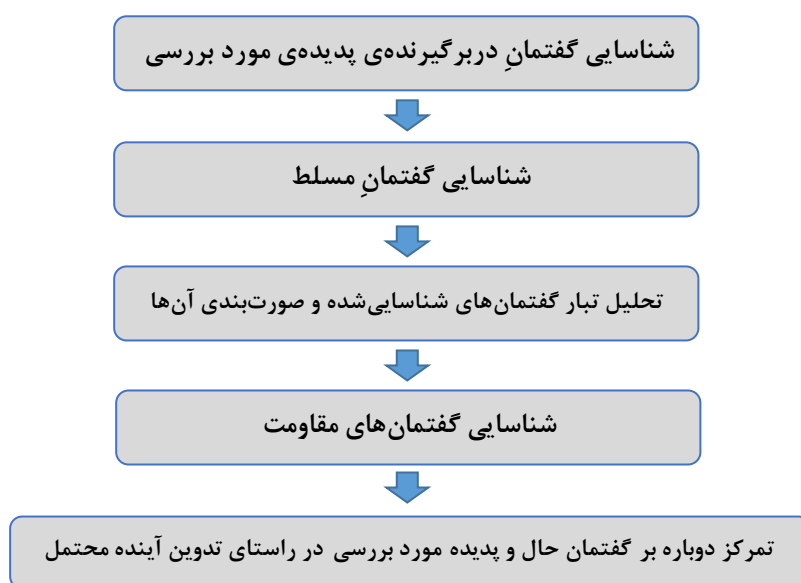 شناسایی گفتمانِ دربرگیرنده‌ی پدیده‌ی مورد بررسی
شناسایی گفتمانِ مسلط
تحلیل تبار گفتمان‌های شناسایی‌شده و صورت‌بندی آن‌ها
شناسایی گفتمان‌های مقاومت
تمرکز دوباره بر گفتمان حال و پدیده مورد بررسی در راستای تدوین آینده محتمل